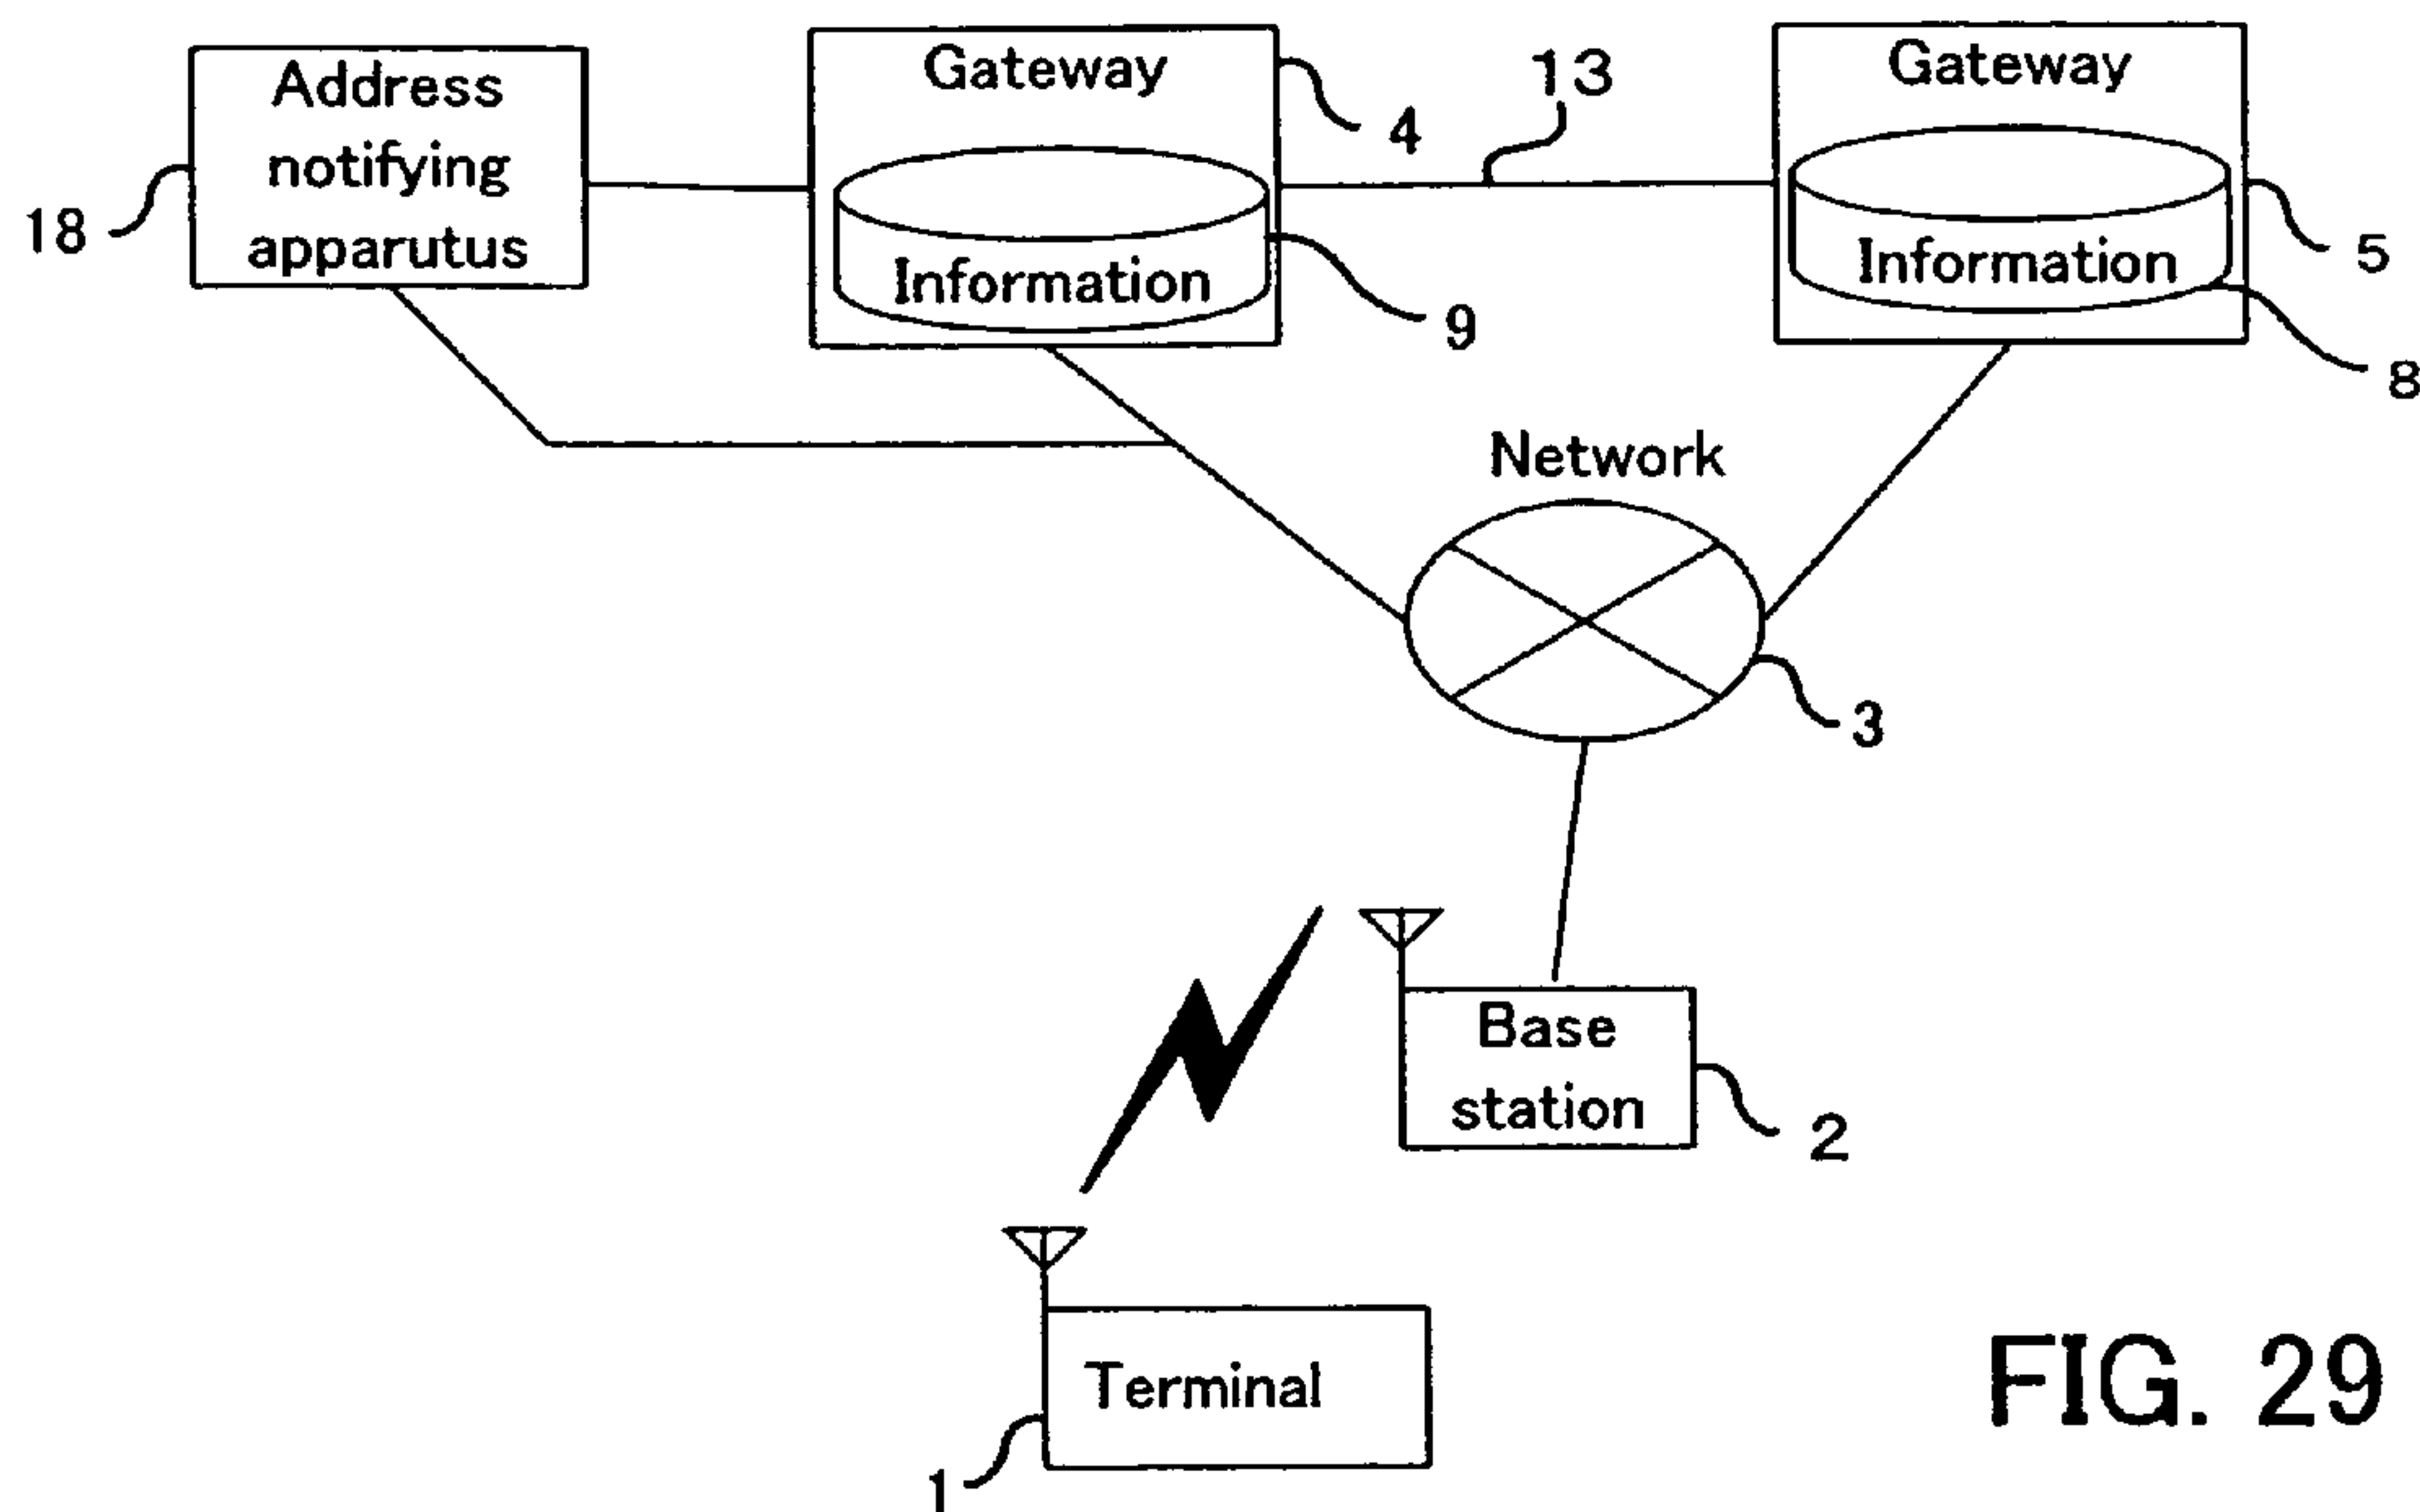 Address
notifying
apparutus
18
Gateway
4
Information
9
13
Gateway
5
Information
8
Network
3
Base
station
2
Terminal
1
FIG. 29